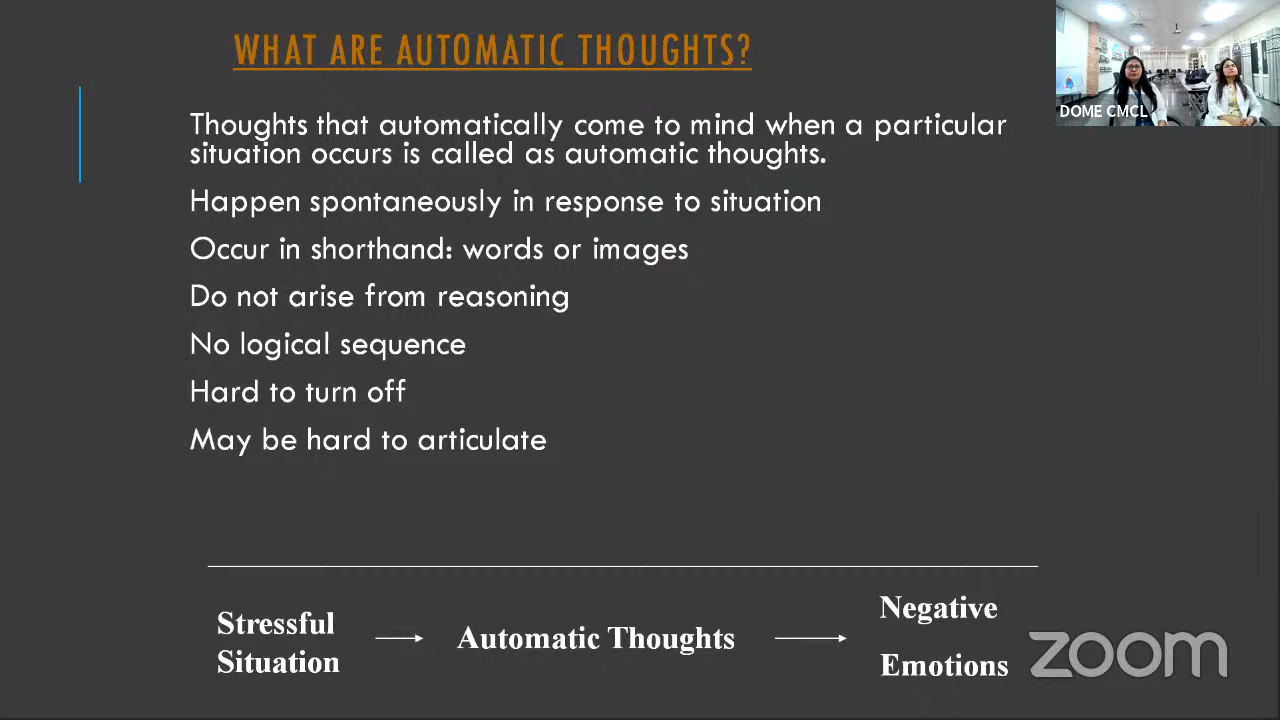 WHAT ARE AUTOMATIC THOUGHTS?
DOME CMCL
Thoughts that automatically come to mind when a particular
situation occurs is called as automatic thoughts.
Happen spontaneously in response to situation
Occur in shorthand: words or images
Do not arise from reasoning
No logical sequence
Hard to turn off
May be hard to articulate
Stressful
Situation
Automatic Thoughts
Negative
Emotions
zoom